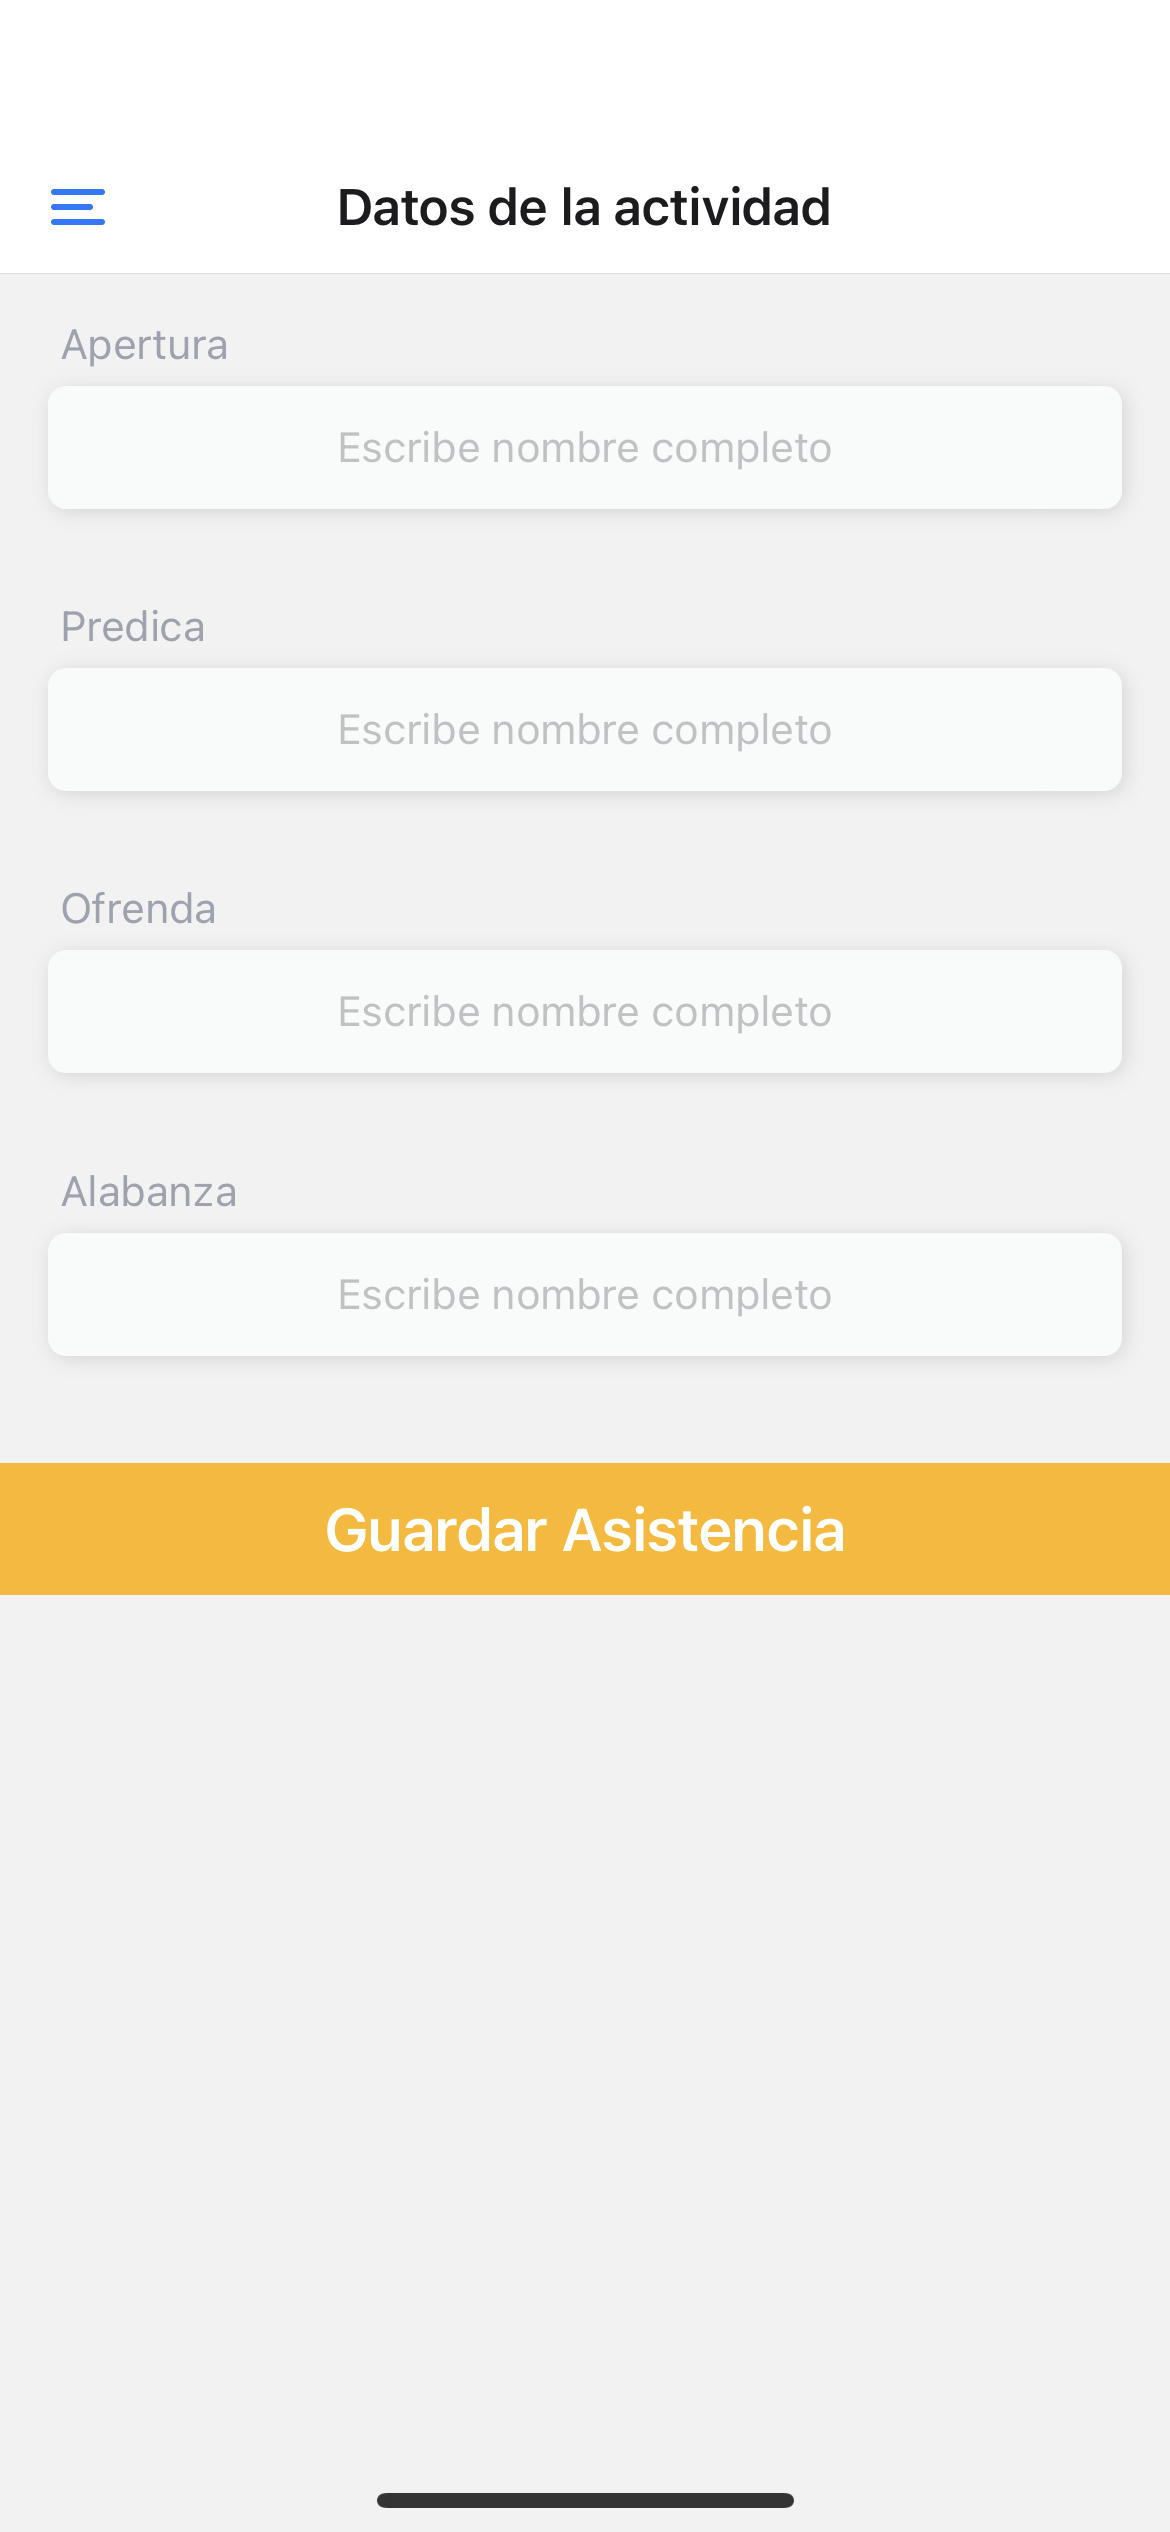 Datos de la actividad
Apertura
Escribe nombre completo
Predica
Escribe nombre completo
Ofrenda
Escribe nombre completo
Alabanza
Escribe nombre completo
Guardar Asistencia